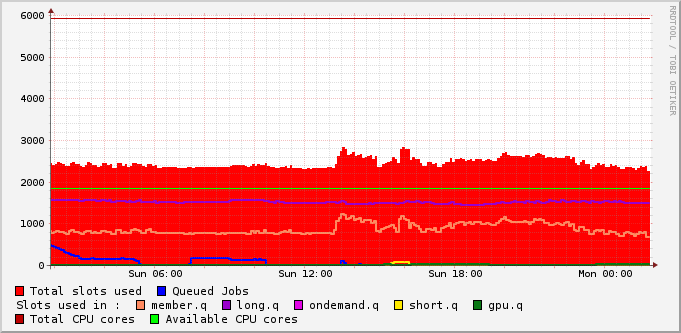 6000
5000
4000
3000
2000
1000
0
Sun 06:00 Sun 12:00 Sun 18:00 Mon 00:00
Total slots used Queued Jobs
Slots used in : member.q long.q ondemand.q short.q gpu.q
Total CPU cores Available CPU cores
RRDTOOL / TOBI OETIKER